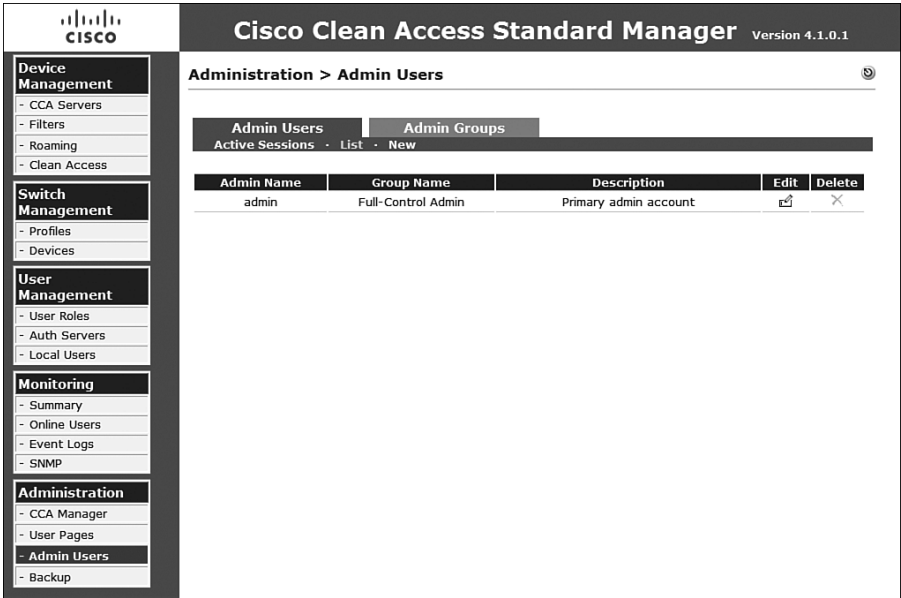 CISCO
Cisco Clean Access Standard Manager Version 4.1.0.1
Device
Management
- CCA Servers
- Filters
- Roaming
- Clean Access
Switch
Management
- Profiles
- Devices
User
Management
- User Roles
- Auth Servers
- Local Users
Monitoring
- Summary
- Online Users
- Event Logs
- SNMP
Administration
- CCA Manager
- User Pages
- Admin Users
- Backup
Administration > Admin Users
Admin Users Admin Groups
Active Sessions · List · New
Admin Name Group Name Description Edit Delete
admin Full-Control Admin Primary admin account